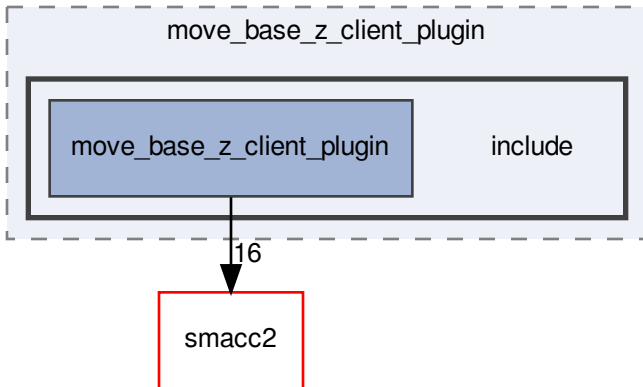 move_base_z_client_plugin
move_base_z_client_plugin
include
16
smacc2